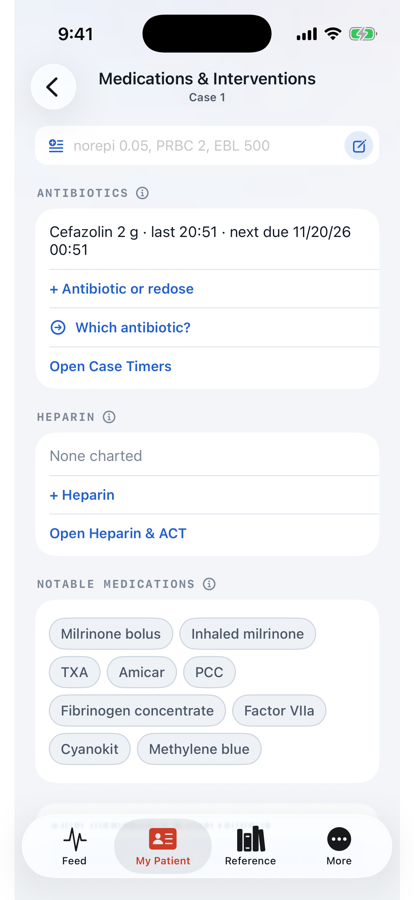 9:41
Medications & Interventions
Case 1
norepi 0.05, PRBC 2, EBL 500
ANTIBIOTICS
Cefazolin 2 g · last 20:51 · next due 11/20/26
00:51
+ Antibiotic or redose
Which antibiotic?
Open Case Timers
HEPARIN
None charted
+ Heparin
Open Heparin & ACT
NOTABLE MEDICATIONS
Milrinone bolus
Inhaled milrinone
TXA
Amicar
PCC
Fibrinogen concentrate
Factor VIIa
Cyanokit
Methylene blue
Feed
My Patient
Reference
More